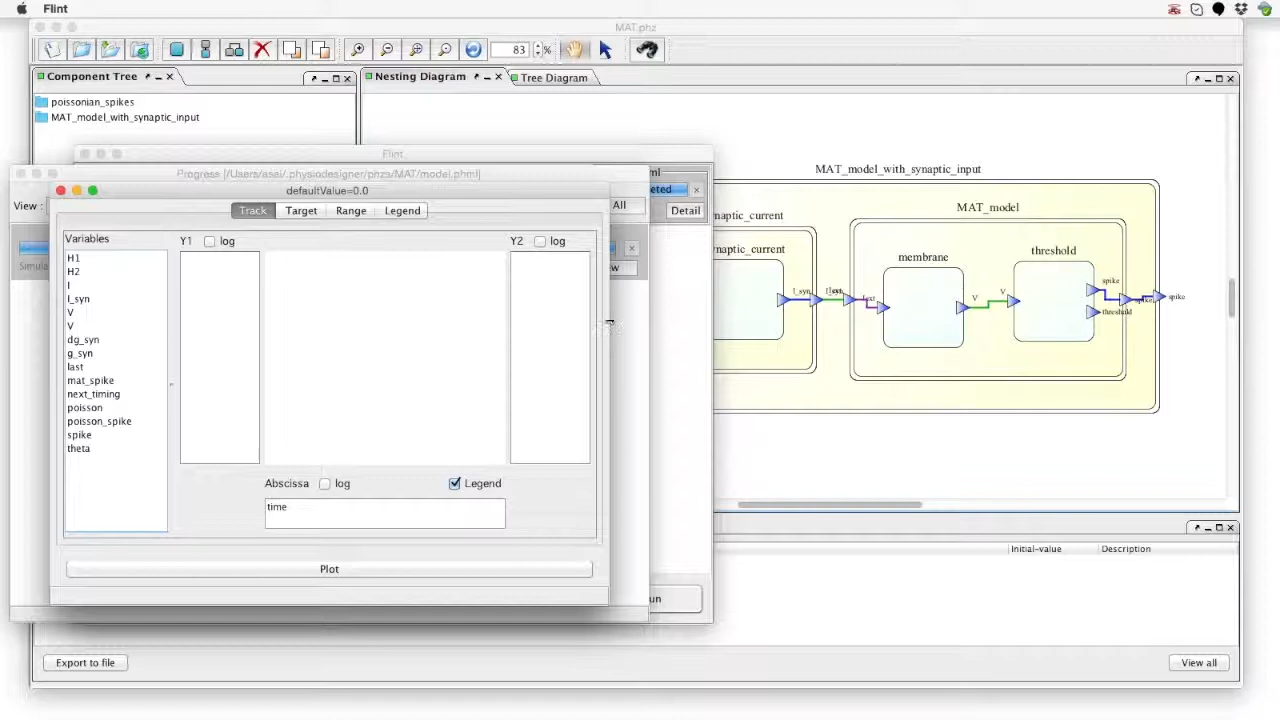 Flint
MAT.phz
83
%
Component Tree
Nesting Diagram
Tree Diagram
poissonian_spikes
MAT_model_with_synaptic_input
Flint
Progress [/Users/asai/.physiodesigner/phzs/MAT/model.phml]
View :
All
Detail
defaultValue=0.0
Track
Target
Range
Legend
Variables
Y1
log
Y2
log
H1
H2
I
I_syn
V
V
dg_syn
g_syn
last
mat_spike
next_timing
poisson
poisson_spike
spike
theta
Abscissa
log
Legend
time
Plot
MAT_model_with_synaptic_input
MAT_model
membrane
threshold
I_syn
V
V
spike
threshold
spike
Initial-value
Description
Export to file
View all